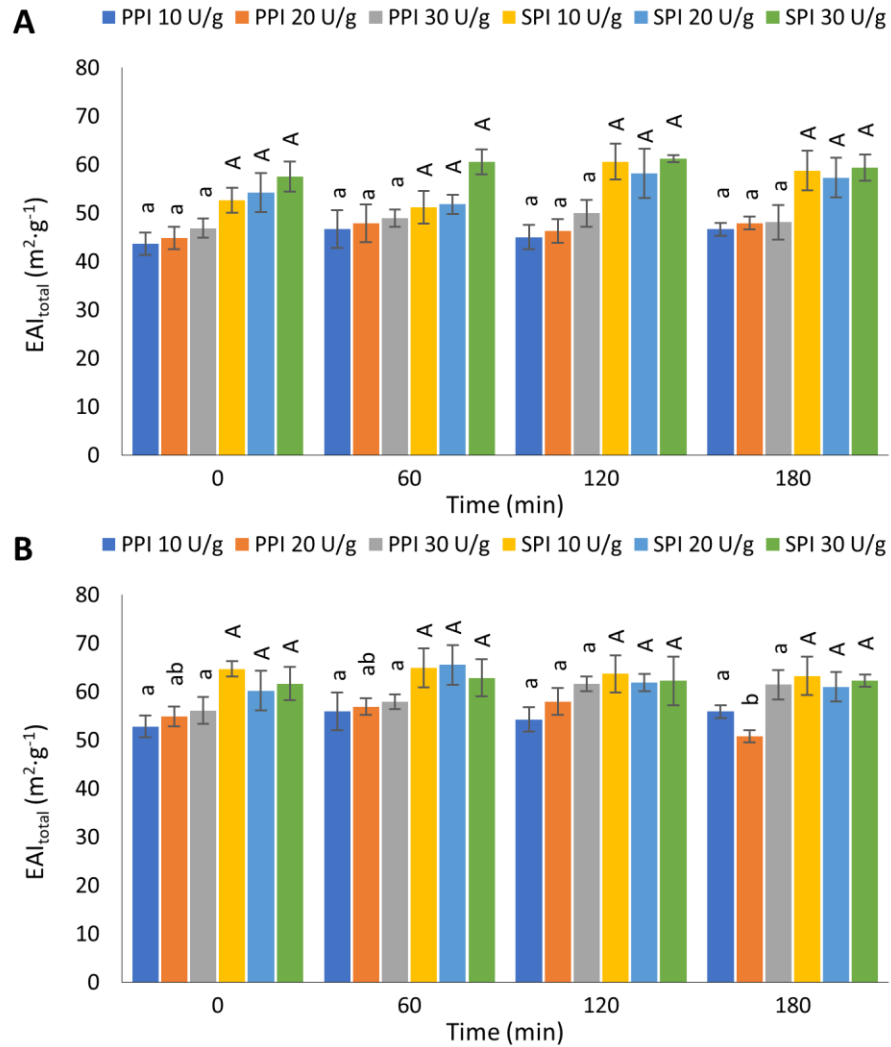 A
PPI 10 U/g PPI 20 U/g PPI 30 U/g SPI 10 U/g SPI 20 U/g SPI 30 U/g
80
70
60
50
40
30
20
10
0
EAItotal (m²·g⁻¹)
a a a A A A
a a a A A A
a a a A A A
a a a A A A
0 60 120 180
Time (min)
B
PPI 10 U/g PPI 20 U/g PPI 30 U/g SPI 10 U/g SPI 20 U/g SPI 30 U/g
80
70
60
50
40
30
20
10
0
EAItotal (m²·g⁻¹)
a ab a A A A
a ab a A A A
a a a A A A
a b a A A A
0 60 120 180
Time (min)